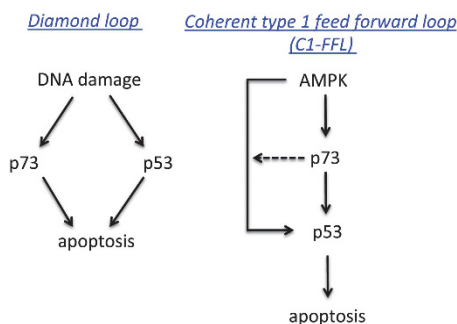 Diamond loop
DNA damage
p73 p53
apoptosis
Coherent type 1 feed forward loop
(C1-FFL)
AMPK
p73
p53
apoptosis